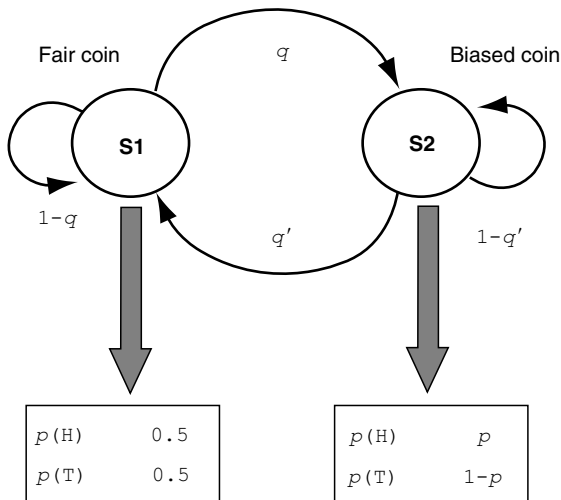 Fair coin
q
Biased coin
S1
S2
1-q
q′
1-q′
p(H) 0.5
p(T) 0.5
p(H) p
p(T) 1-p